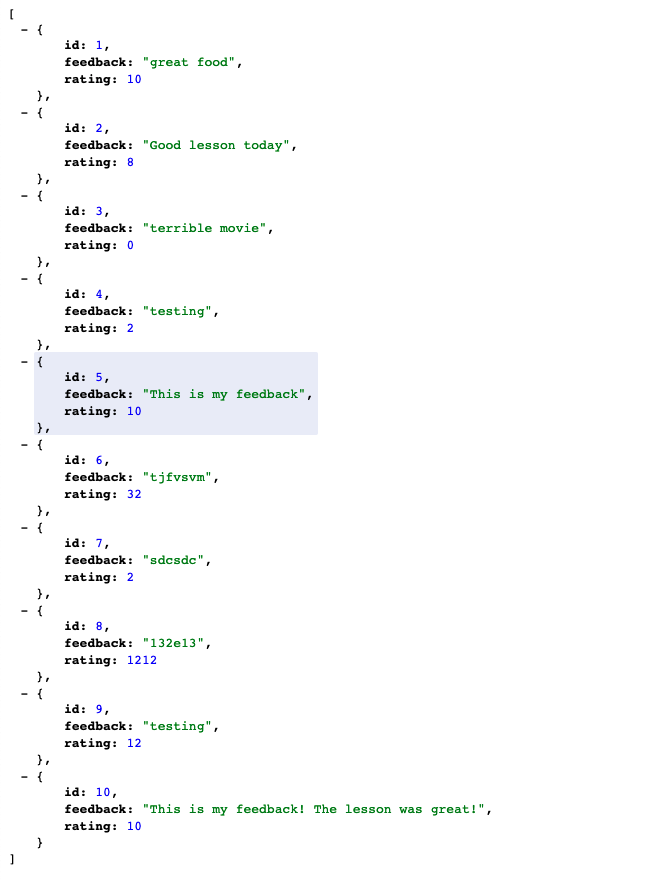 [
- {
id: 1,
feedback: "great food",
rating: 10
},
- {
id: 2,
feedback: "Good lesson today",
rating: 8
},
- {
id: 3,
feedback: "terrible movie",
rating: 0
},
- {
id: 4,
feedback: "testing",
rating: 2
},
- {
id: 5,
feedback: "This is my feedback",
rating: 10
},
- {
id: 6,
feedback: "tjfvsvm",
rating: 32
},
- {
id: 7,
feedback: "sdcsdc",
rating: 2
},
- {
id: 8,
feedback: "132e13",
rating: 1212
},
- {
id: 9,
feedback: "testing",
rating: 12
},
- {
id: 10,
feedback: "This is my feedback! The lesson was great!",
rating: 10
}
]